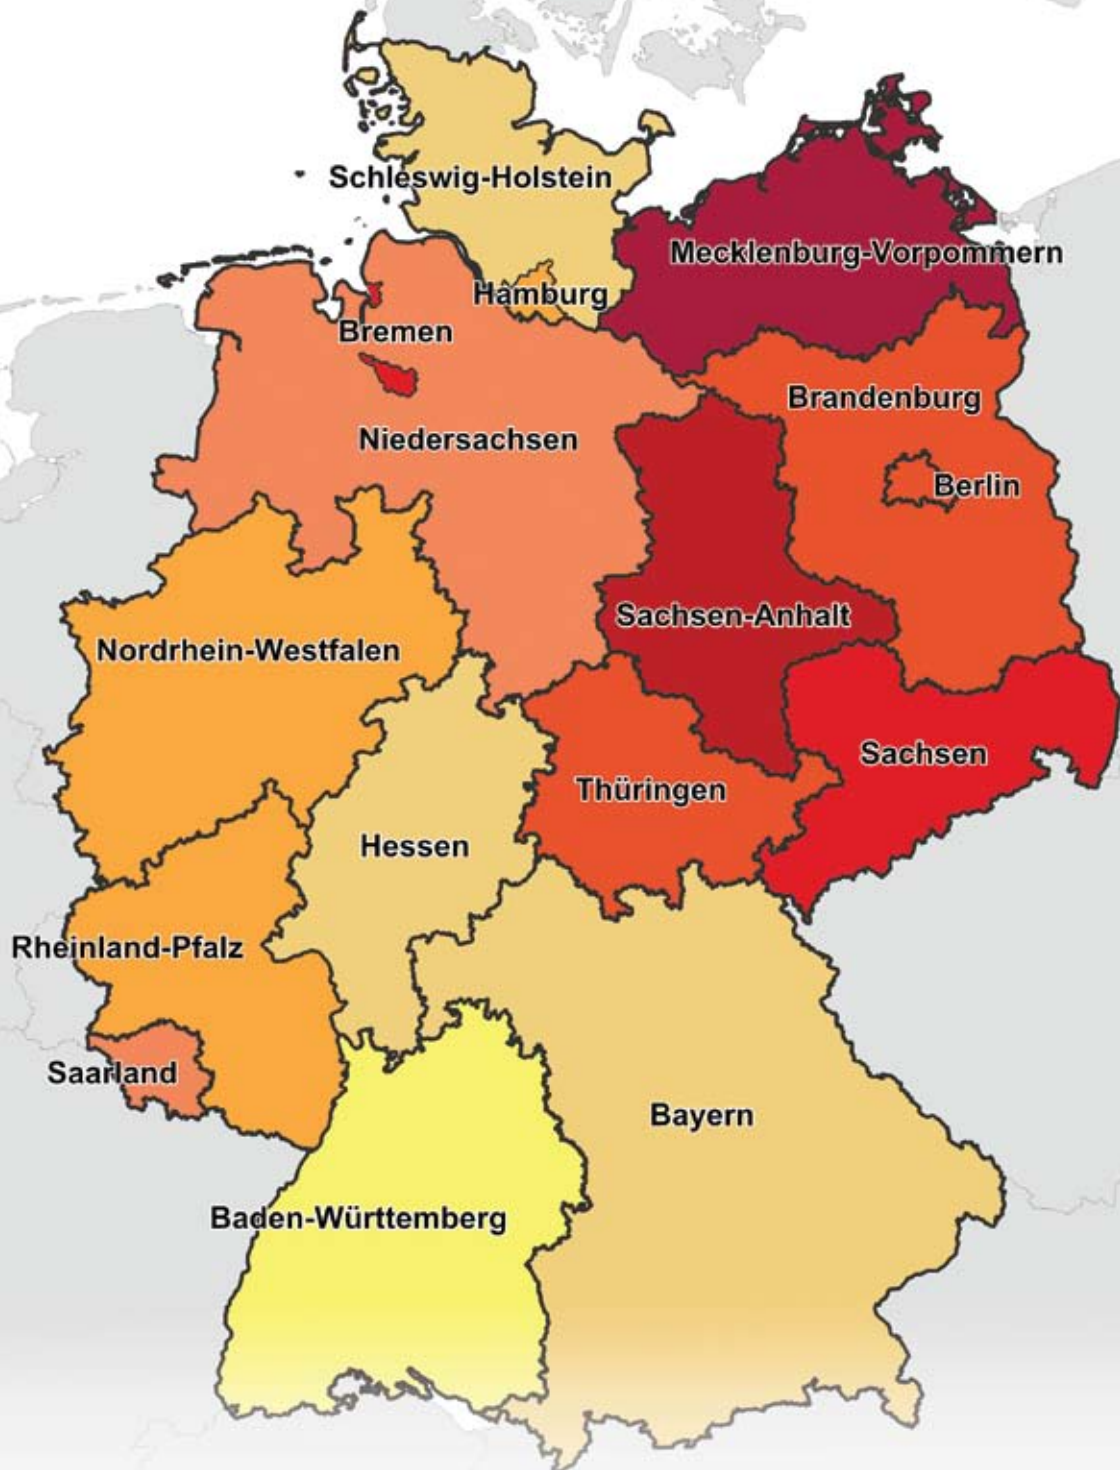 Schleswig-Holstein
Mecklenburg-Vorpommern
Hamburg
Bremen
Brandenburg
Niedersachsen
Berlin
Sachsen-Anhalt
Nordrhein-Westfalen
Sachsen
Thüringen
Hessen
Rheinland-Pfalz
Saarland
Bayern
Baden-Württemberg